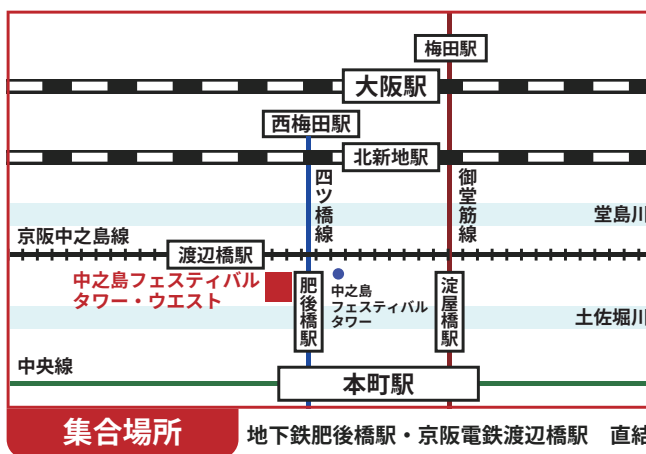 梅田駅
大阪駅
西梅田駅
北新地駅
四ツ橋線
御堂筋線
堂島川
京阪中之島線
渡辺橋駅
中之島フェスティバル
タワー・ウエスト
肥後橋駅
中之島
フェスティバル
タワー
淀屋橋駅
土佐堀川
中央線
本町駅
集合場所
地下鉄肥後橋駅・京阪電鉄渡辺橋駅　直結